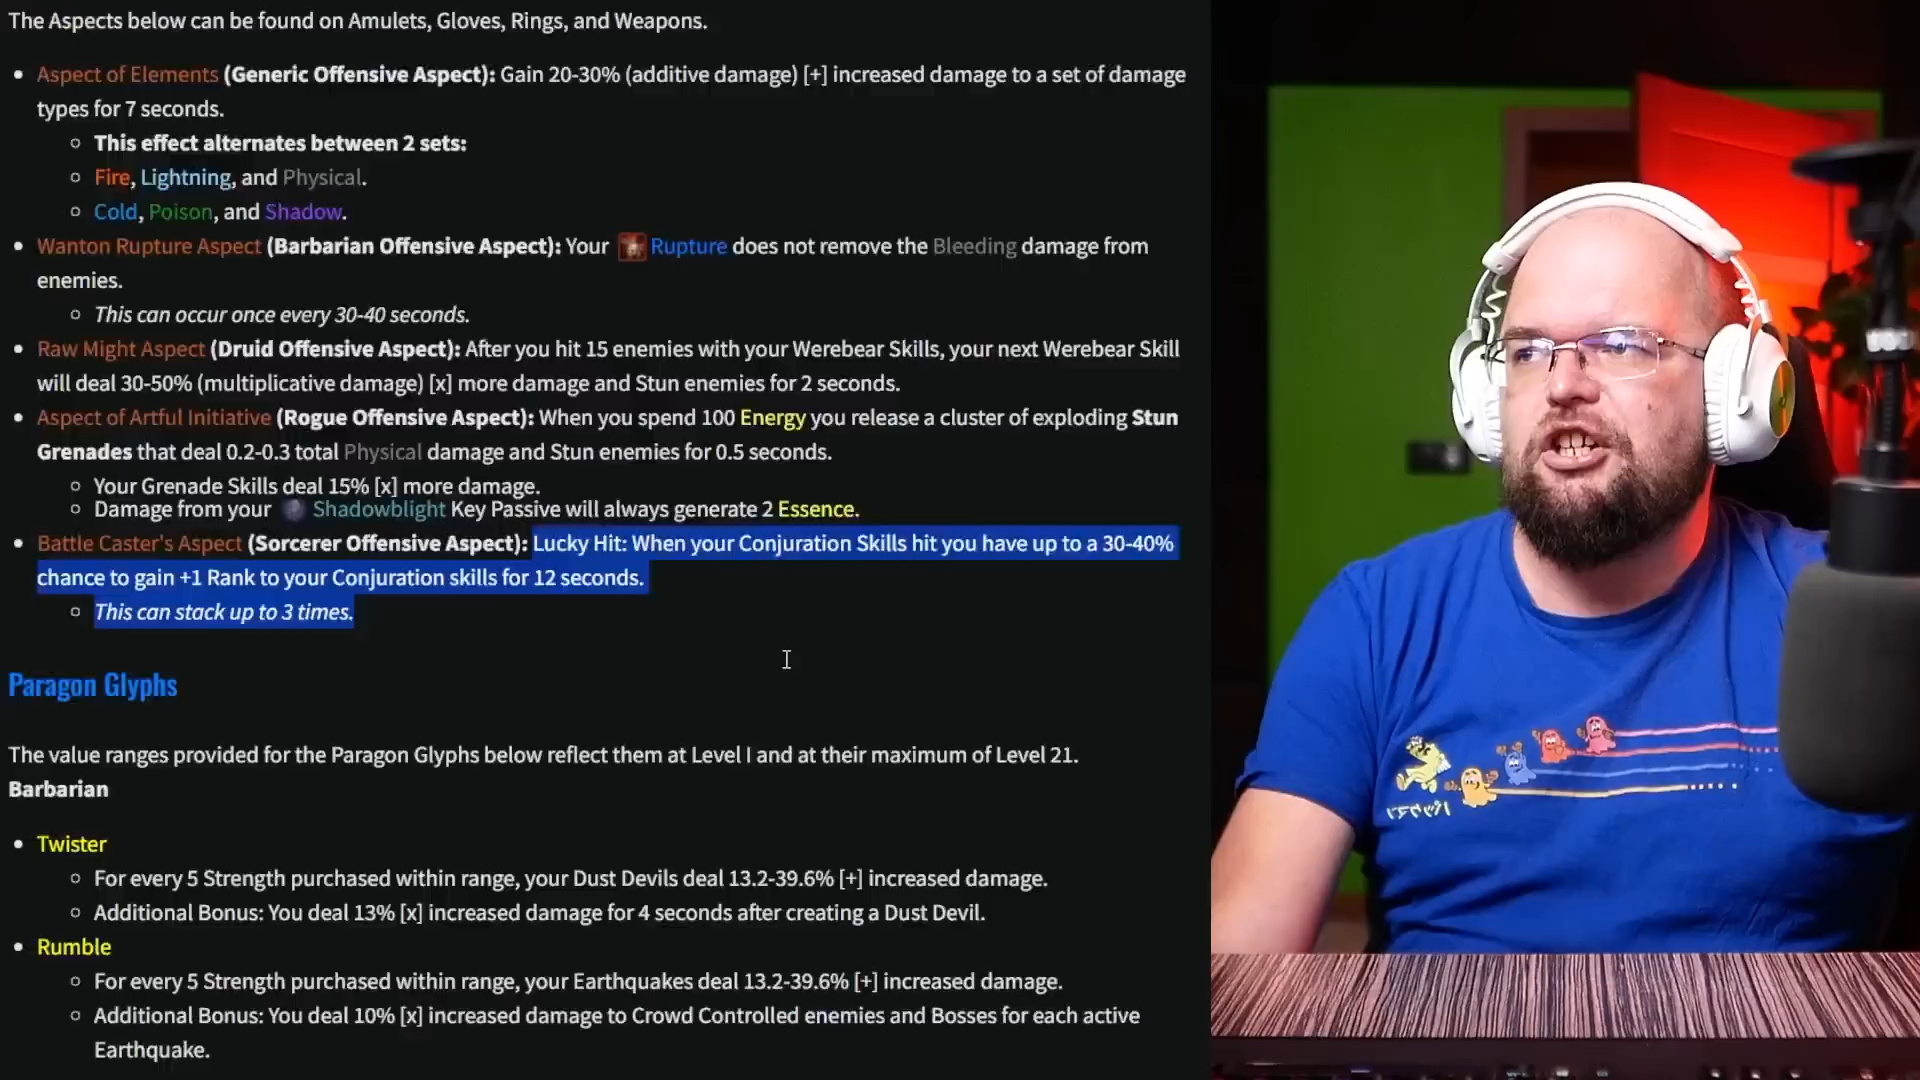 The Aspects below can be found on Amulets, Gloves, Rings, and Weapons.
Aspect of Elements (Generic Offensive Aspect): Gain 20-30% (additive damage) [+] increased damage to a set of damage
types for 7 seconds.
This effect alternates between 2 sets:
Fire, Lightning, and Physical.
Cold, Poison, and Shadow.
Wanton Rupture Aspect (Barbarian Offensive Aspect): Your Rupture does not remove the Bleeding damage from
enemies.
This can occur once every 30-40 seconds.
Raw Might Aspect (Druid Offensive Aspect): After you hit 15 enemies with your Werebear Skills, your next Werebear Skill
will deal 30-50% (multiplicative damage) [x] more damage and Stun enemies for 2 seconds.
Aspect of Artful Initiative (Rogue Offensive Aspect): When you spend 100 Energy you release a cluster of exploding Stun
Grenades that deal 0.2-0.3 total Physical damage and Stun enemies for 0.5 seconds.
Your Grenade Skills deal 15% [x] more damage.
Damage from your Shadowblight Key Passive will always generate 2 Essence.
Battle Caster's Aspect (Sorcerer Offensive Aspect): Lucky Hit: When your Conjuration Skills hit you have up to a 30-40%
chance to gain +1 Rank to your Conjuration skills for 12 seconds.
This can stack up to 3 times.
Paragon Glyphs
The value ranges provided for the Paragon Glyphs below reflect them at Level I and at their maximum of Level 21.
Barbarian
Twister
For every 5 Strength purchased within range, your Dust Devils deal 13.2-39.6% [+] increased damage.
Additional Bonus: You deal 13% [x] increased damage for 4 seconds after creating a Dust Devil.
Rumble
For every 5 Strength purchased within range, your Earthquakes deal 13.2-39.6% [+] increased damage.
Additional Bonus: You deal 10% [x] increased damage to Crowd Controlled enemies and Bosses for each active
Earthquake.